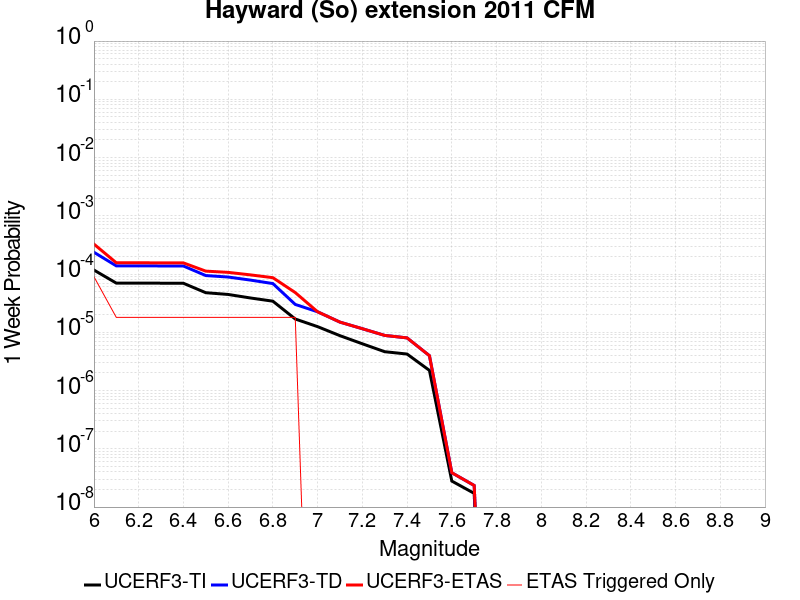 Hayward (So) extension 2011 CFM
10^0
10^-1
10^-2
10^-3
10^-4
10^-5
10^-6
10^-7
10^-8
1 Week Probability
6 6.2 6.4 6.6 6.8 7 7.2 7.4 7.6 7.8 8 8.2 8.4 8.6 8.8 9
Magnitude
UCERF3-TI UCERF3-TD UCERF3-ETAS ETAS Triggered Only